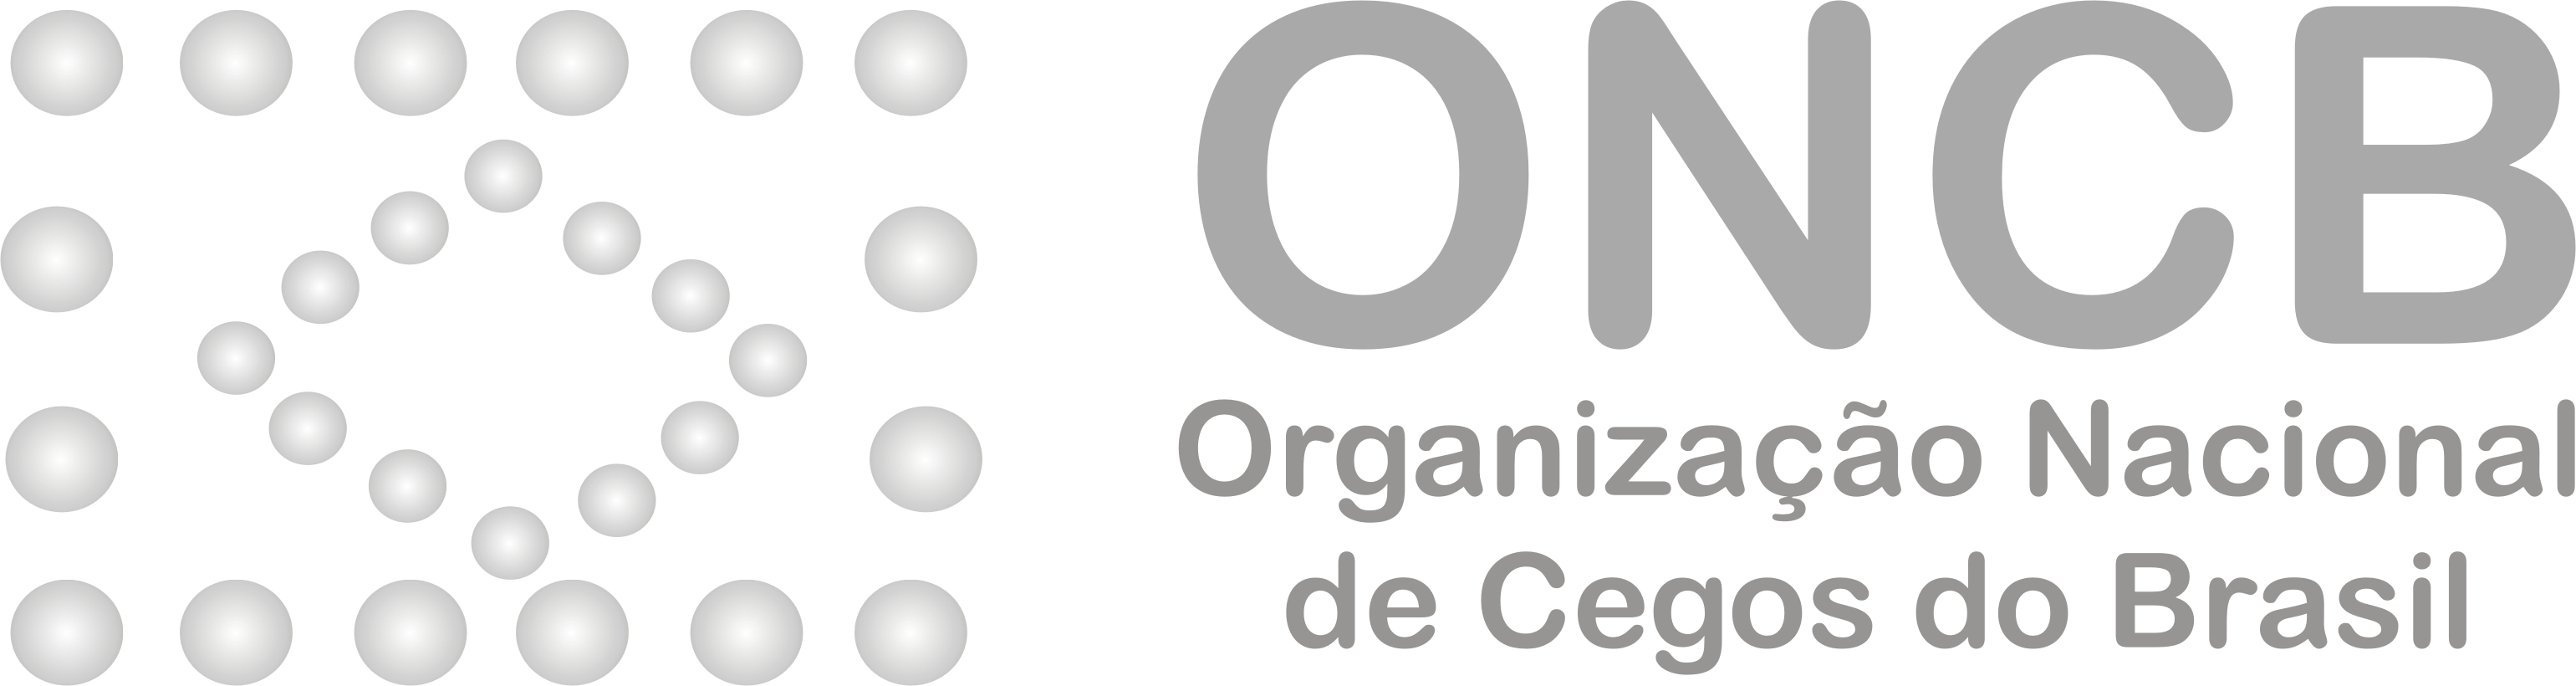 ONCB
Organização Nacional
de Cegos do Brasil